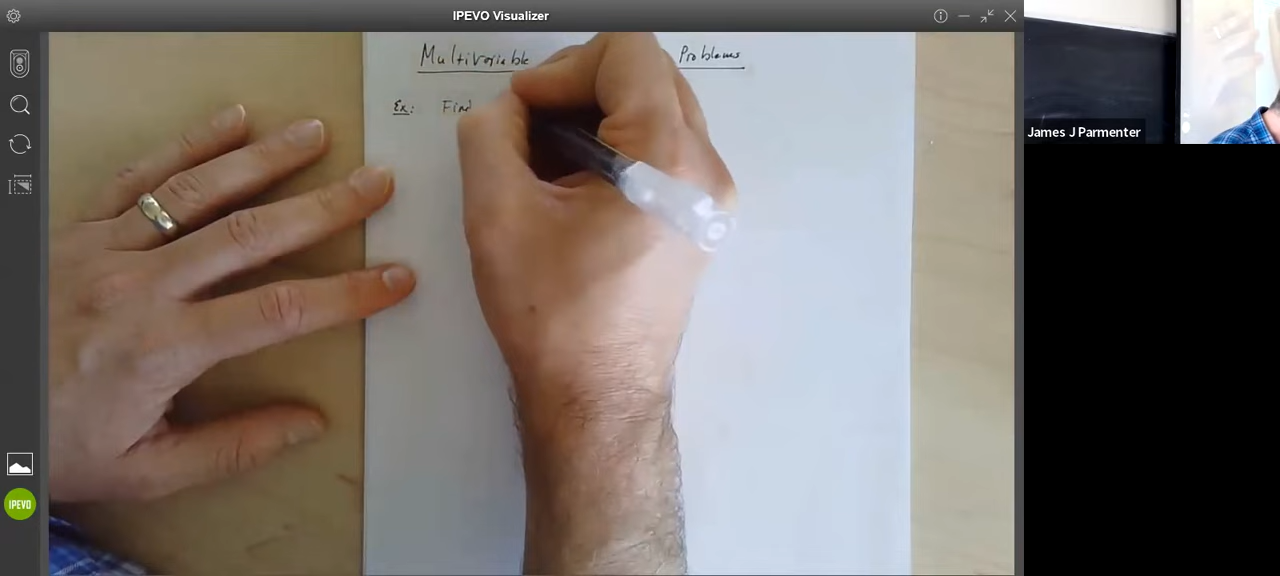 IPEVO Visualizer
Multivariable Problems
Ex: Find
James J Parmenter
IPEVO